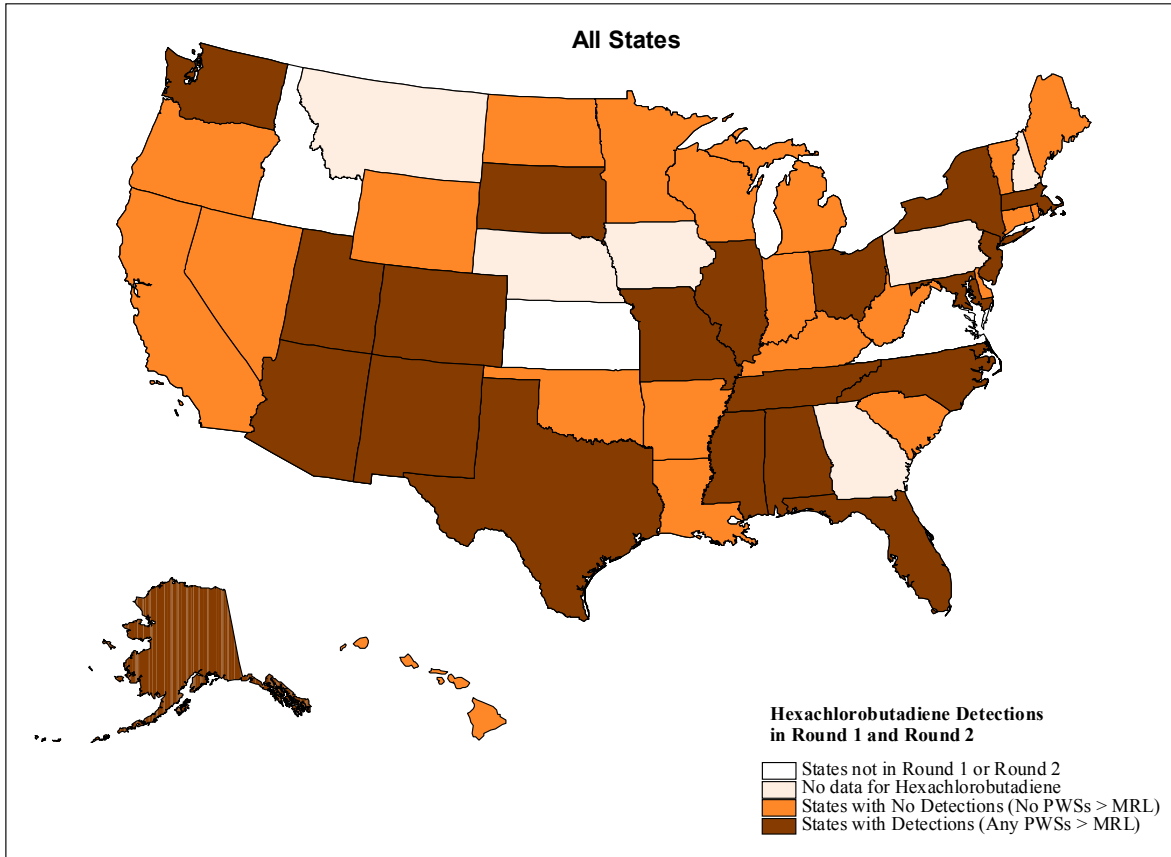 All States
Hexachlorobutadiene Detections
in Round 1 and Round 2
States not in Round 1 or Round 2
No data for Hexachlorobutadiene
States with No Detections (No PWSs > MRL)
States with Detections (Any PWSs > MRL)